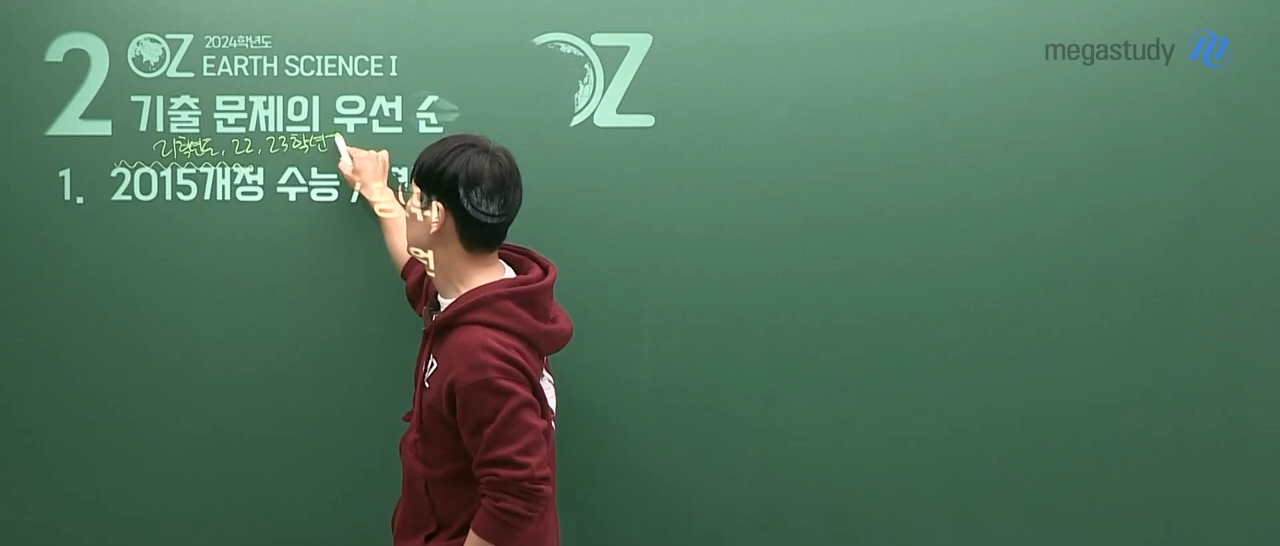 2
OZ 2024학년도
EARTH SCIENCE I
기출 문제의 우선 순
21학년도, 22, 23학년
1. 2015개정 수능 /
OZ
megastudy